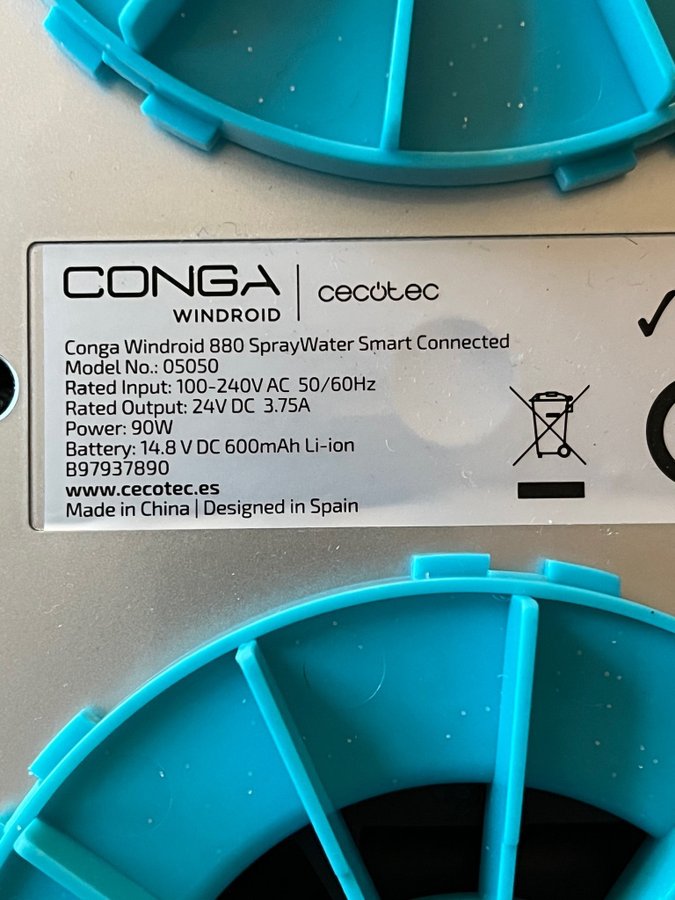 CONGA
WINDROID
cecotec
Conga Windroid 880 SprayWater Smart Connected
Model No.: 05050
Rated Input: 100-240V AC 50/60Hz
Rated Output: 24V DC 3.75A
Power: 90W
Battery: 14.8 V DC 600mAh Li-ion
B97937890
www.cecotec.es
Made in China | Designed in Spain